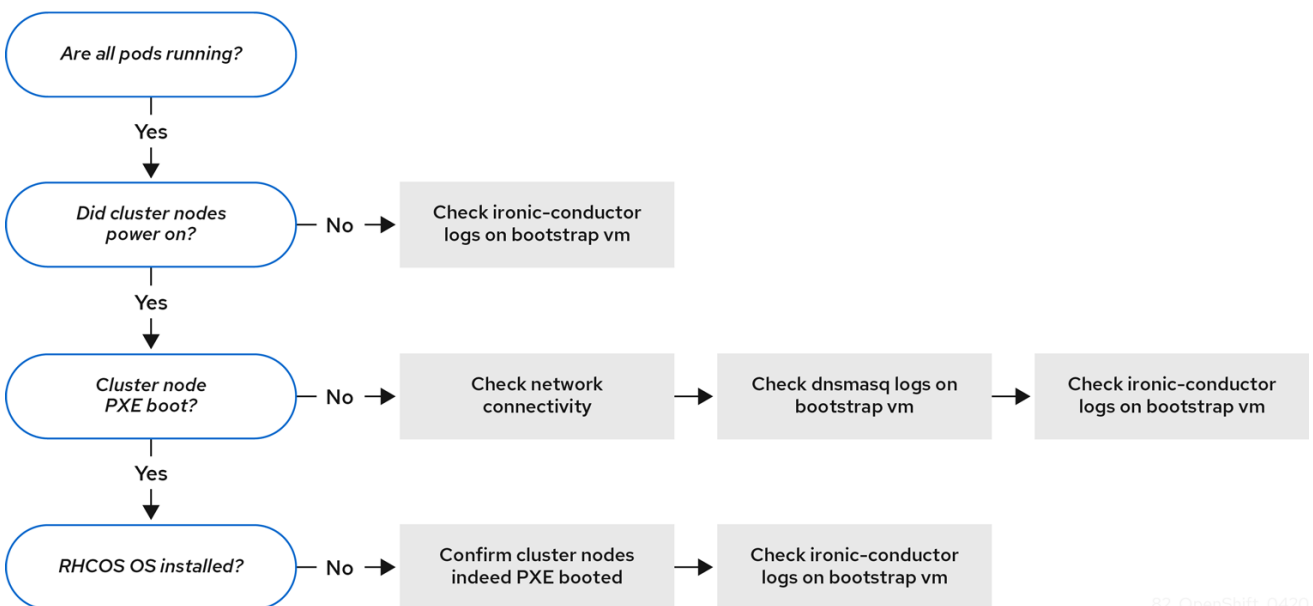 Are all pods running?
Yes
Did cluster nodes
power on?
No
Check ironic-conductor
logs on bootstrap vm
Yes
Cluster node
PXE boot?
No
Check network
connectivity
Check dnsmasq logs on
bootstrap vm
Check ironic-conductor
logs on bootstrap vm
Yes
RHCOS OS installed?
No
Confirm cluster nodes
indeed PXE booted
Check ironic-conductor
logs on bootstrap vm